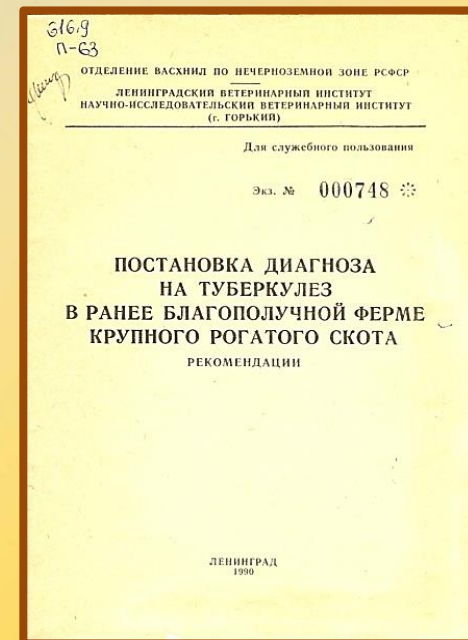 616.9
П-63
ОТДЕЛЕНИЕ ВАСХНИЛ ПО НЕЧЕРНОЗЕМНОЙ ЗОНЕ РСФСР
ЛЕНИНГРАДСКИЙ ВЕТЕРИНАРНЫЙ ИНСТИТУТ
НАУЧНО-ИССЛЕДОВАТЕЛЬСКИЙ ВЕТЕРИНАРНЫЙ ИНСТИТУТ
(г. ГОРЬКИЙ)
Для служебного пользования
Экз. № 000748
ПОСТАНОВКА ДИАГНОЗА
НА ТУБЕРКУЛЕЗ
В РАНЕЕ БЛАГОПОЛУЧНОЙ ФЕРМЕ
КРУПНОГО РОГАТОГО СКОТА
РЕКОМЕНДАЦИИ
ЛЕНИНГРАД
1990